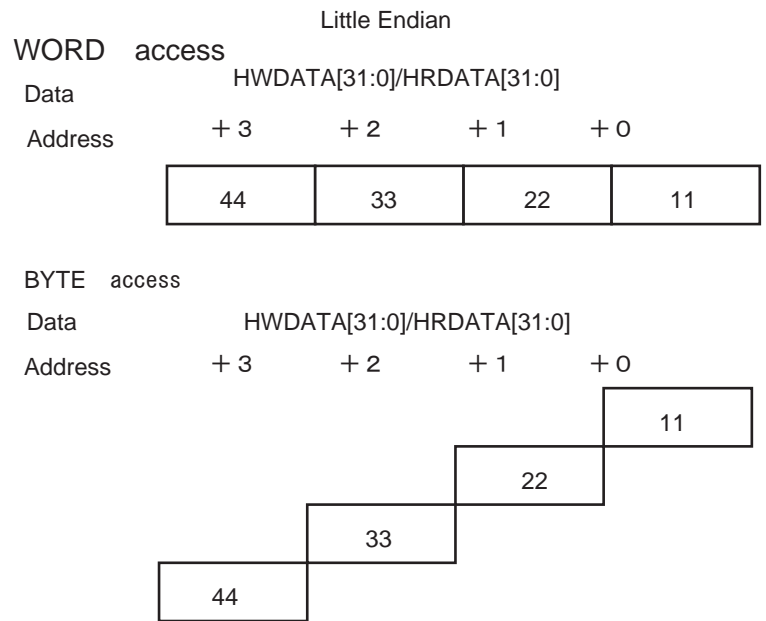 Little Endian
WORD access
Data HWDATA[31:0]/HRDATA[31:0]
Address +3 +2 +1 +0
44 33 22 11
BYTE access
Data HWDATA[31:0]/HRDATA[31:0]
Address +3 +2 +1 +0
11
22
33
44